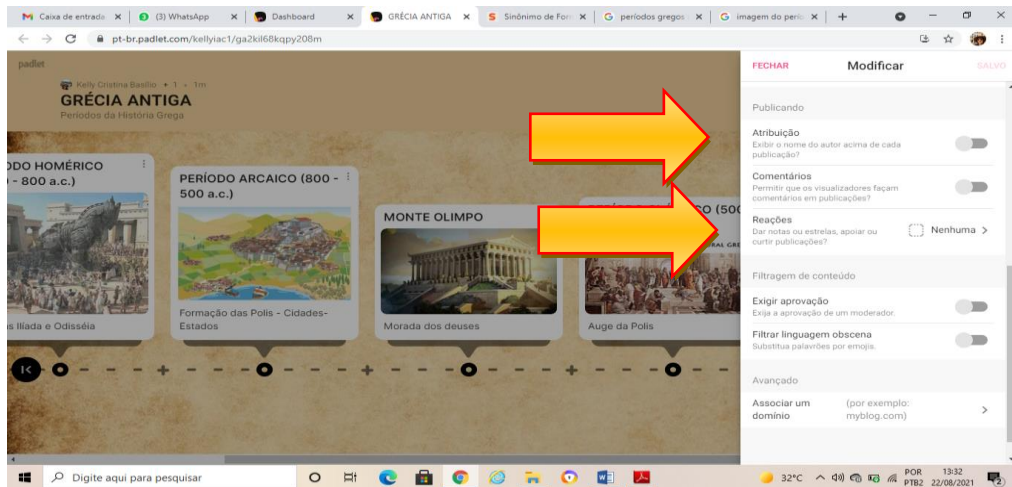 Caixa de entrada
(3) WhatsApp
Dashboard
GRÉCIA ANTIGA
Sinônimo de For
períodos gregos
imagem do perío
pt-br.padlet.com/kellyiac1/ga2kil68kqpy208m
padlet
Kelly Cristina Basilio + 1 • 1m
GRÉCIA ANTIGA
Períodos da História Grega
ODO HOMÉRICO
- 800 a.c.)
as Ilíada e Odisséia
PERÍODO ARCAICO (800 -
500 a.c.)
Formação das Polis - Cidades-
Estados
MONTE OLIMPO
Morada dos deuses
CO (500
Auge da Polis
FECHAR
Modificar
SALVO
Publicando
Atribuição
Exibir o nome do autor acima de cada
publicação?
Comentários
Permitir que os visualizadores façam
comentários em publicações?
Reações
Dar notas ou estrelas, apoiar ou
curtir publicações?
Nenhuma >
Filtragem de conteúdo
Exigir aprovação
Exija a aprovação de um moderador.
Filtrar linguagem obscena
Substitua palavrões por emojis.
Avançado
Associar um
domínio
(por exemplo:
myblog.com)
Digite aqui para pesquisar
32°C
POR
PTB2
13:32
22/08/2021